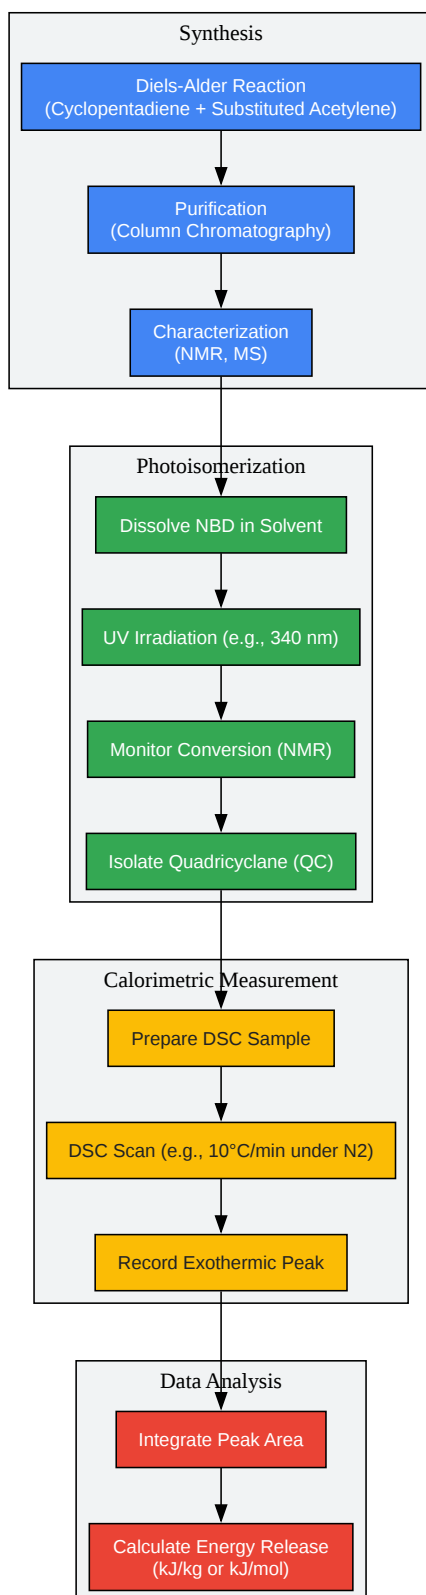 Synthesis
Diels-Alder Reaction
(Cyclopentadiene + Substituted Acetylene)
Purification
(Column Chromatography)
Characterization
(NMR, MS)
Photoisomerization
Dissolve NBD in Solvent
UV Irradiation (e.g., 340 nm)
Monitor Conversion (NMR)
Isolate Quadricyclane (QC)
Calorimetric Measurement
Prepare DSC Sample
DSC Scan (e.g., 10°C/min under N2)
Record Exothermic Peak
Data Analysis
Integrate Peak Area
Calculate Energy Release
(kJ/kg or kJ/mol)